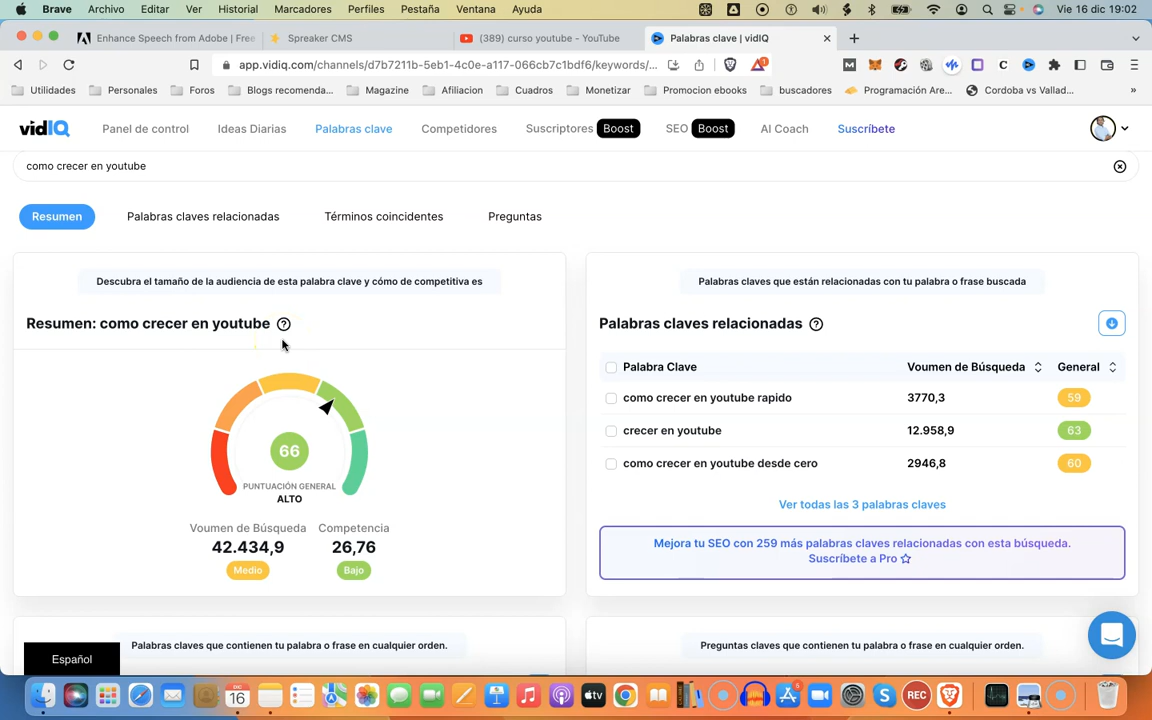 Brave Archivo Editar Ver Historial Marcadores Perfiles Pestaña Ventana Ayuda Vie 16 dic 19:02
Enhance Speech from Adobe | Free
Spreaker CMS
(389) curso youtube - YouTube
Palabras clave | vidIQ
app.vidiq.com/channels/d7b7211b-5eb1-4c0e-a117-066cb7c1bdf6/keywords/...
Utilidades Personales Foros Blogs recomenda... Magazine Afiliacion Cuadros Monetizar Promocion ebooks buscadores Programación Are... Cordoba vs Vallad... »
vidIQ Panel de control Ideas Diarias Palabras clave Competidores Suscriptores Boost SEO Boost AI Coach Suscríbete
como crecer en youtube
Resumen Palabras claves relacionadas Términos coincidentes Preguntas
Descubra el tamaño de la audiencia de esta palabra clave y cómo de competitiva es
Resumen: como crecer en youtube
66
PUNTUACIÓN GENERAL
ALTO
Voumen de Búsqueda Competencia
42.434,9 26,76
Medio Bajo
Palabras claves que están relacionadas con tu palabra o frase buscada
Palabras claves relacionadas
Palabra Clave Voumen de Búsqueda General
como crecer en youtube rapido 3770,3 59
crecer en youtube 12.958,9 63
como crecer en youtube desde cero 2946,8 60
Ver todas las 3 palabras claves
Mejora tu SEO con 259 más palabras claves relacionadas con esta búsqueda.
Suscríbete a Pro
Palabras claves que contienen tu palabra o frase en cualquier orden.
Preguntas claves que contienen tu palabra o frase en cualquier orden.
Español
DIC
16
tv
REC